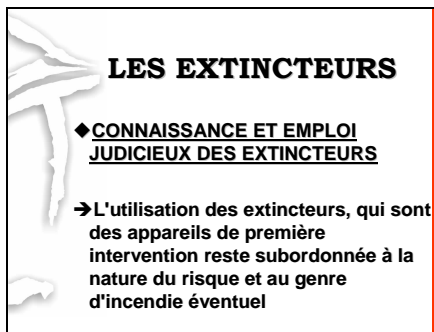 LES EXTINCTEURS
◆CONNAISSANCE ET EMPLOI
JUDICIEUX DES EXTINCTEURS
➔L'utilisation des extincteurs, qui sont
des appareils de première
intervention reste subordonnée à la
nature du risque et au genre
d'incendie éventuel